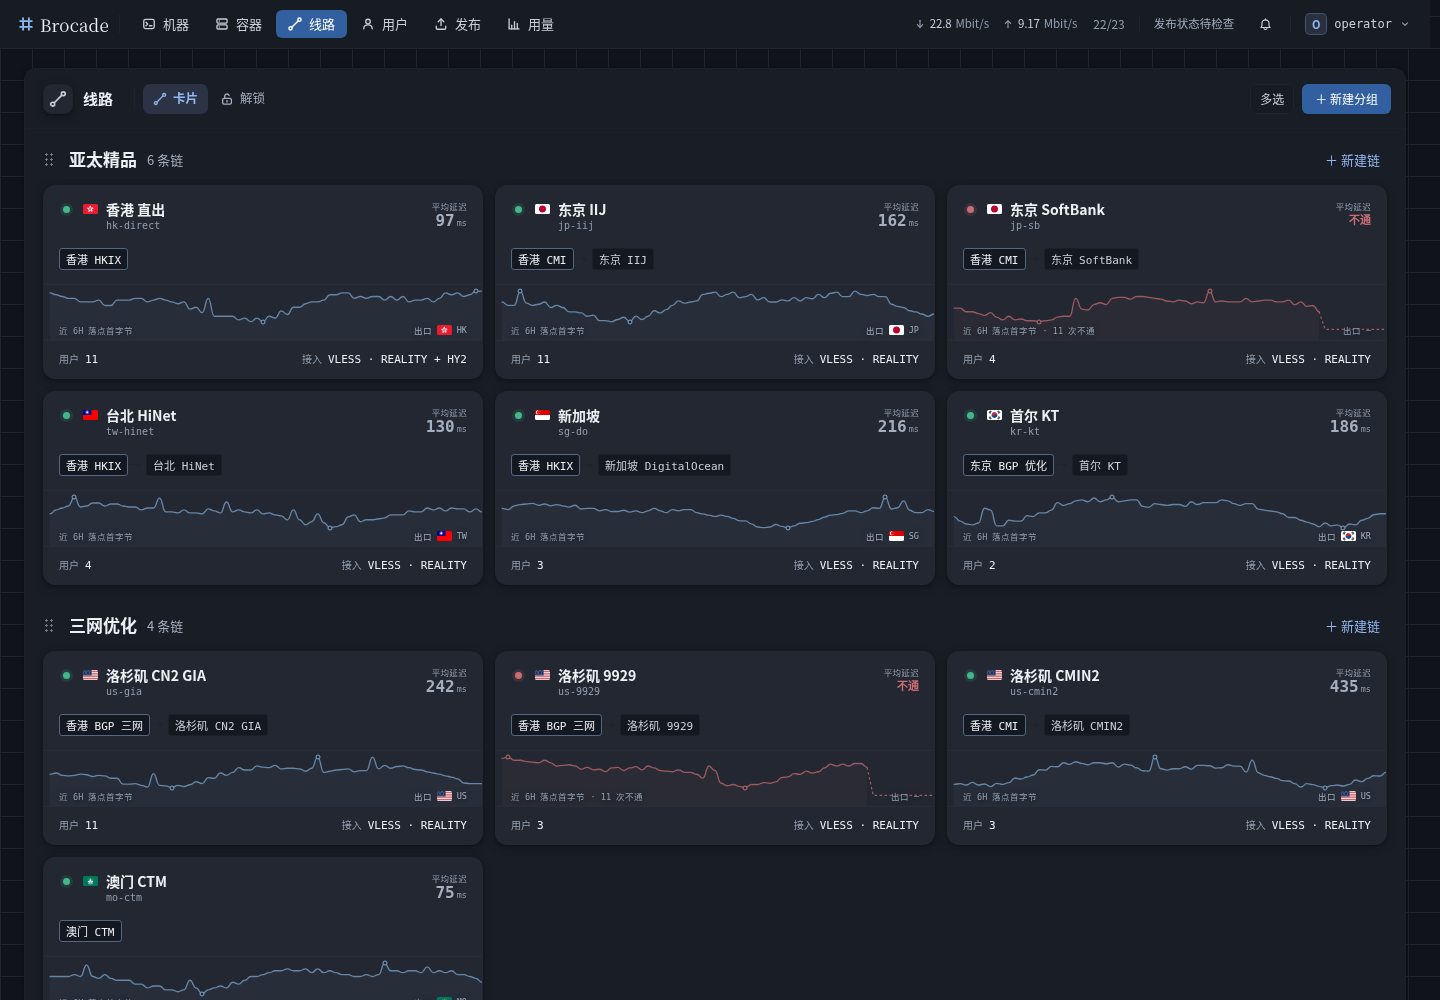 Brocade 机器 容器 线路 用户 发布 用量 ↓ 22.8 Mbit/s ↑ 9.17 Mbit/s 22/23 发布状态待检查 O operator
线路 卡片 解锁 多选 + 新建分组
亚太精品 6 条链 + 新建链
香港 直出 平均延迟
hk-direct 97 ms
香港 HKIX
近 6H 落点首字节 出口 HK
用户 11 接入 VLESS · REALITY + HY2
东京 IIJ 平均延迟
jp-iij 162 ms
香港 CMI 东京 IIJ
近 6H 落点首字节 出口 JP
用户 11 接入 VLESS · REALITY
东京 SoftBank 平均延迟
jp-sb 不通
香港 CMI 东京 SoftBank
近 6H 落点首字节 · 11 次不通 出口
用户 4 接入 VLESS · REALITY
台北 HiNet 平均延迟
tw-hinet 130 ms
香港 HKIX 台北 HiNet
近 6H 落点首字节 出口 TW
用户 4 接入 VLESS · REALITY
新加坡 平均延迟
sg-do 216 ms
香港 HKIX 新加坡 DigitalOcean
近 6H 落点首字节 出口 SG
用户 3 接入 VLESS · REALITY
首尔 KT 平均延迟
kr-kt 186 ms
东京 BGP 优化 首尔 KT
近 6H 落点首字节 出口 KR
用户 2 接入 VLESS · REALITY
三网优化 4 条链 + 新建链
洛杉矶 CN2 GIA 平均延迟
us-gia 242 ms
香港 BGP 三网 洛杉矶 CN2 GIA
近 6H 落点首字节 出口 US
用户 11 接入 VLESS · REALITY
洛杉矶 9929 平均延迟
us-9929 不通
香港 BGP 三网 洛杉矶 9929
近 6H 落点首字节 · 11 次不通 出口
用户 3 接入 VLESS · REALITY
洛杉矶 CMIN2 平均延迟
us-cmin2 435 ms
香港 CMI 洛杉矶 CMIN2
近 6H 落点首字节 出口 US
用户 3 接入 VLESS · REALITY
澳门 CTM 平均延迟
mo-ctm 75 ms
澳门 CTM